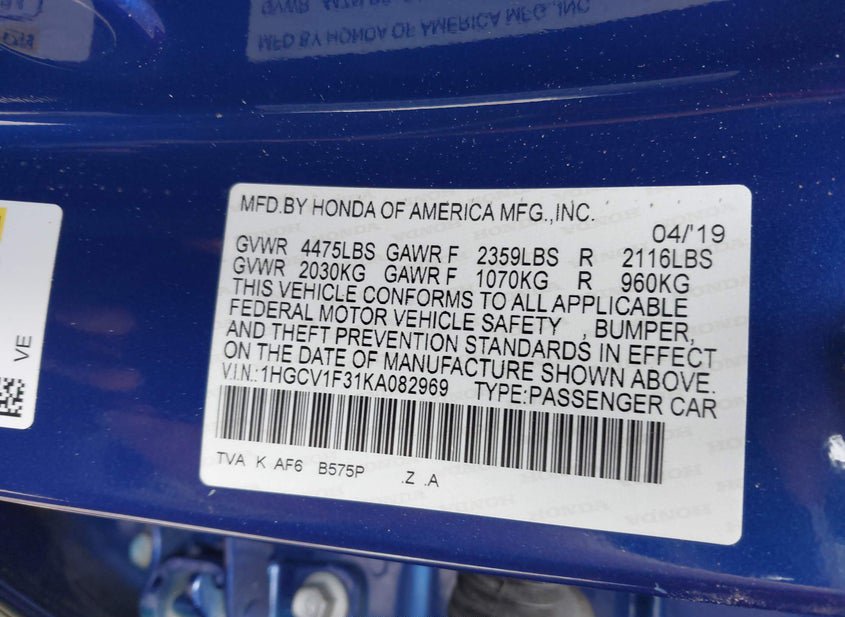 MFD.BY HONDA OF AMERICA MFG.,INC.
04/'19
GVWR 4475LBS GAWR F 2359LBS R 2116LBS
GVWR 2030KG GAWR F 1070KG R 960KG
THIS VEHICLE CONFORMS TO ALL APPLICABLE
FEDERAL MOTOR VEHICLE SAFETY , BUMPER,
AND THEFT PREVENTION STANDARDS IN EFFECT
ON THE DATE OF MANUFACTURE SHOWN ABOVE.
V.I.N.:1HGCV1F31KA082969 TYPE:PASSENGER CAR
TVA K AF6 B575P .Z .A
VE